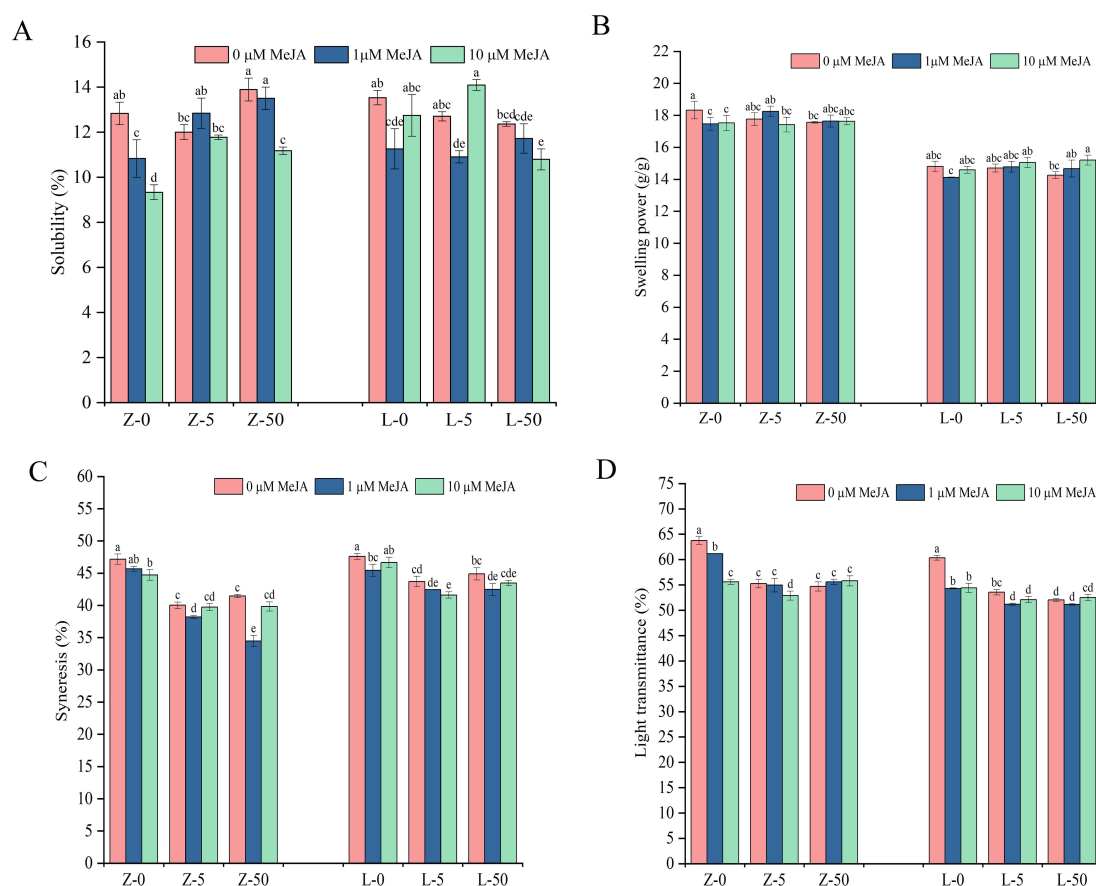 A
0 μM MeJA 1μM MeJA 10 μM MeJA
Solubility (%)
16
14
12
10
8
6
4
2
0
ab c d bc ab bc a a c abc cde abc abc de a bcd cde e
Z-0 Z-5 Z-50 L-0 L-5 L-50
B
0 μM MeJA 1μM MeJA 10 μM MeJA
Swelling power (g/g)
22
20
18
16
14
12
10
8
6
4
2
0
a c c abc ab bc bc abc abc abc c abc abc abc ab bc ab a
Z-0 Z-5 Z-50 L-0 L-5 L-50
C
0 μM MeJA 1 μM MeJA 10 μM MeJA
Syneresis (%)
60
55
50
45
40
35
30
25
20
15
10
5
0
a ab b c d cd c e cd a bc ab cd de e bc de cde
Z-0 Z-5 Z-50 L-0 L-5 L-50
D
0 μM MeJA 1 μM MeJA 10 μM MeJA
Light transmittance (%)
75
70
65
60
55
50
45
40
35
30
25
20
15
10
5
0
a b c c c d c c c a b b bc d d d d cd
Z-0 Z-5 Z-50 L-0 L-5 L-50